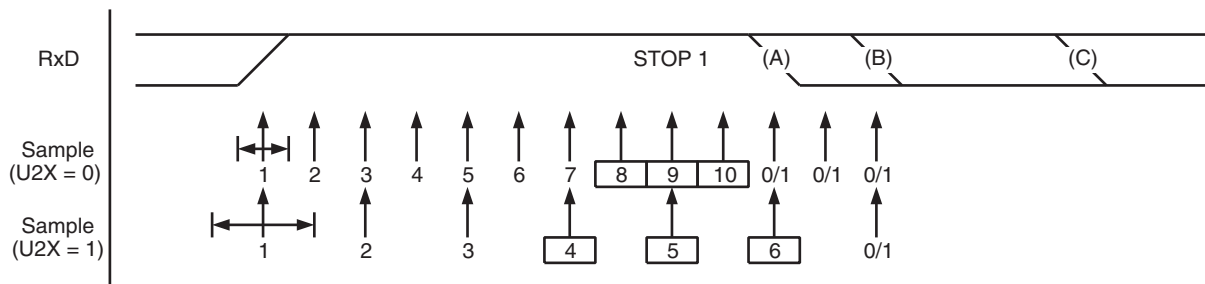 RxD
STOP 1
(A)
(B)
(C)
Sample
(U2X = 0)
1 2 3 4 5 6 7 8 9 10 0/1 0/1 0/1
Sample
(U2X = 1)
1 2 3 4 5 6 0/1